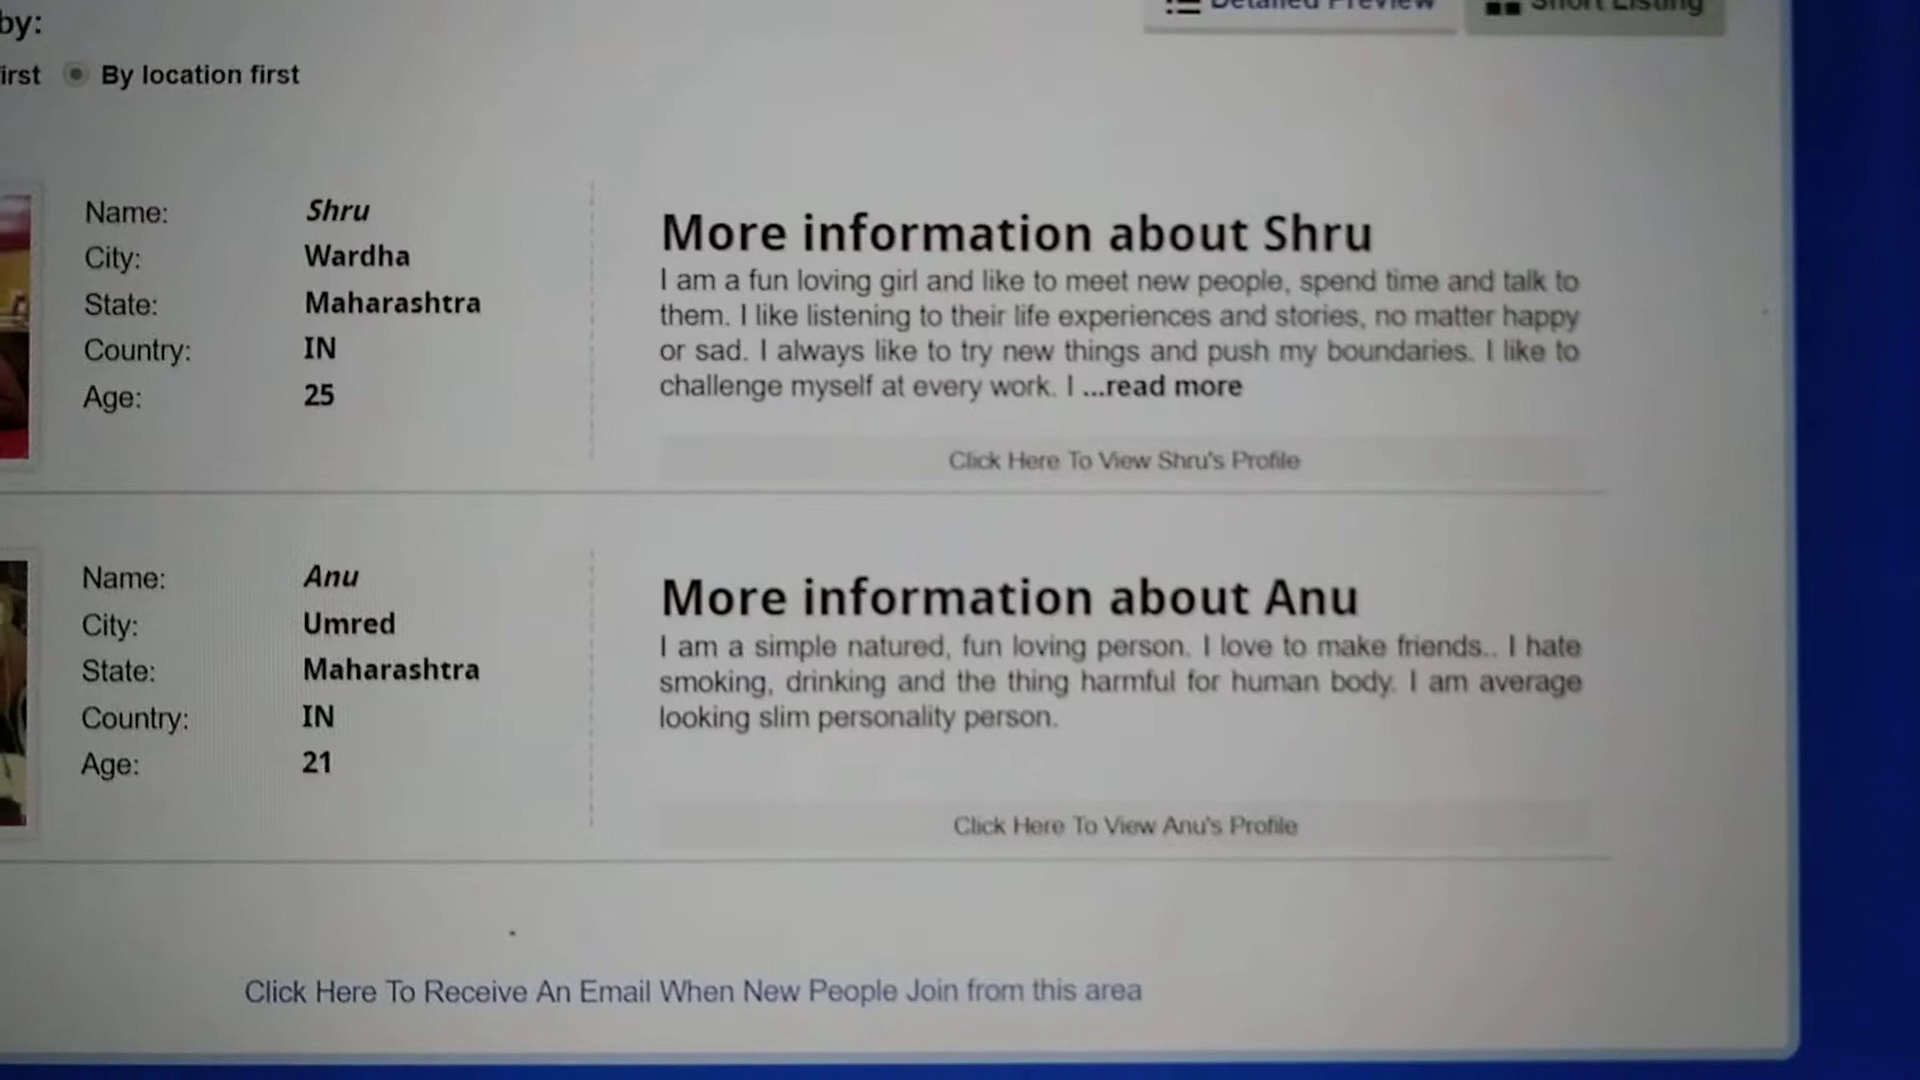 by:
Detailed Preview
Short Listing
irst By location first
Name: Shru
City: Wardha
State: Maharashtra
Country: IN
Age: 25
More information about Shru
I am a fun loving girl and like to meet new people, spend time and talk to
them. I like listening to their life experiences and stories, no matter happy
or sad. I always like to try new things and push my boundaries. I like to
challenge myself at every work. I ...read more
Click Here To View Shru's Profile
Name: Anu
City: Umred
State: Maharashtra
Country: IN
Age: 21
More information about Anu
I am a simple natured, fun loving person. I love to make friends.. I hate
smoking, drinking and the thing harmful for human body. I am average
looking slim personality person.
Click Here To View Anu's Profile
Click Here To Receive An Email When New People Join from this area